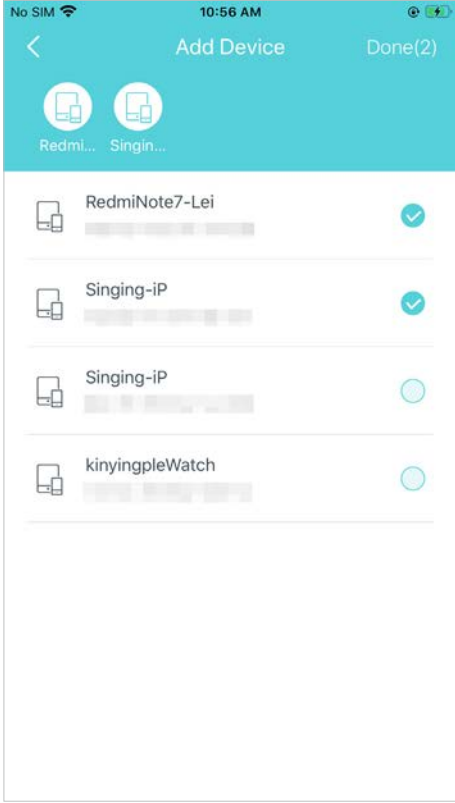 No SIM 10:56 AM
Add Device Done(2)
Redmi... Singin...
RedmiNote7-Lei
Singing-iP
Singing-iP
kinyingpleWatch